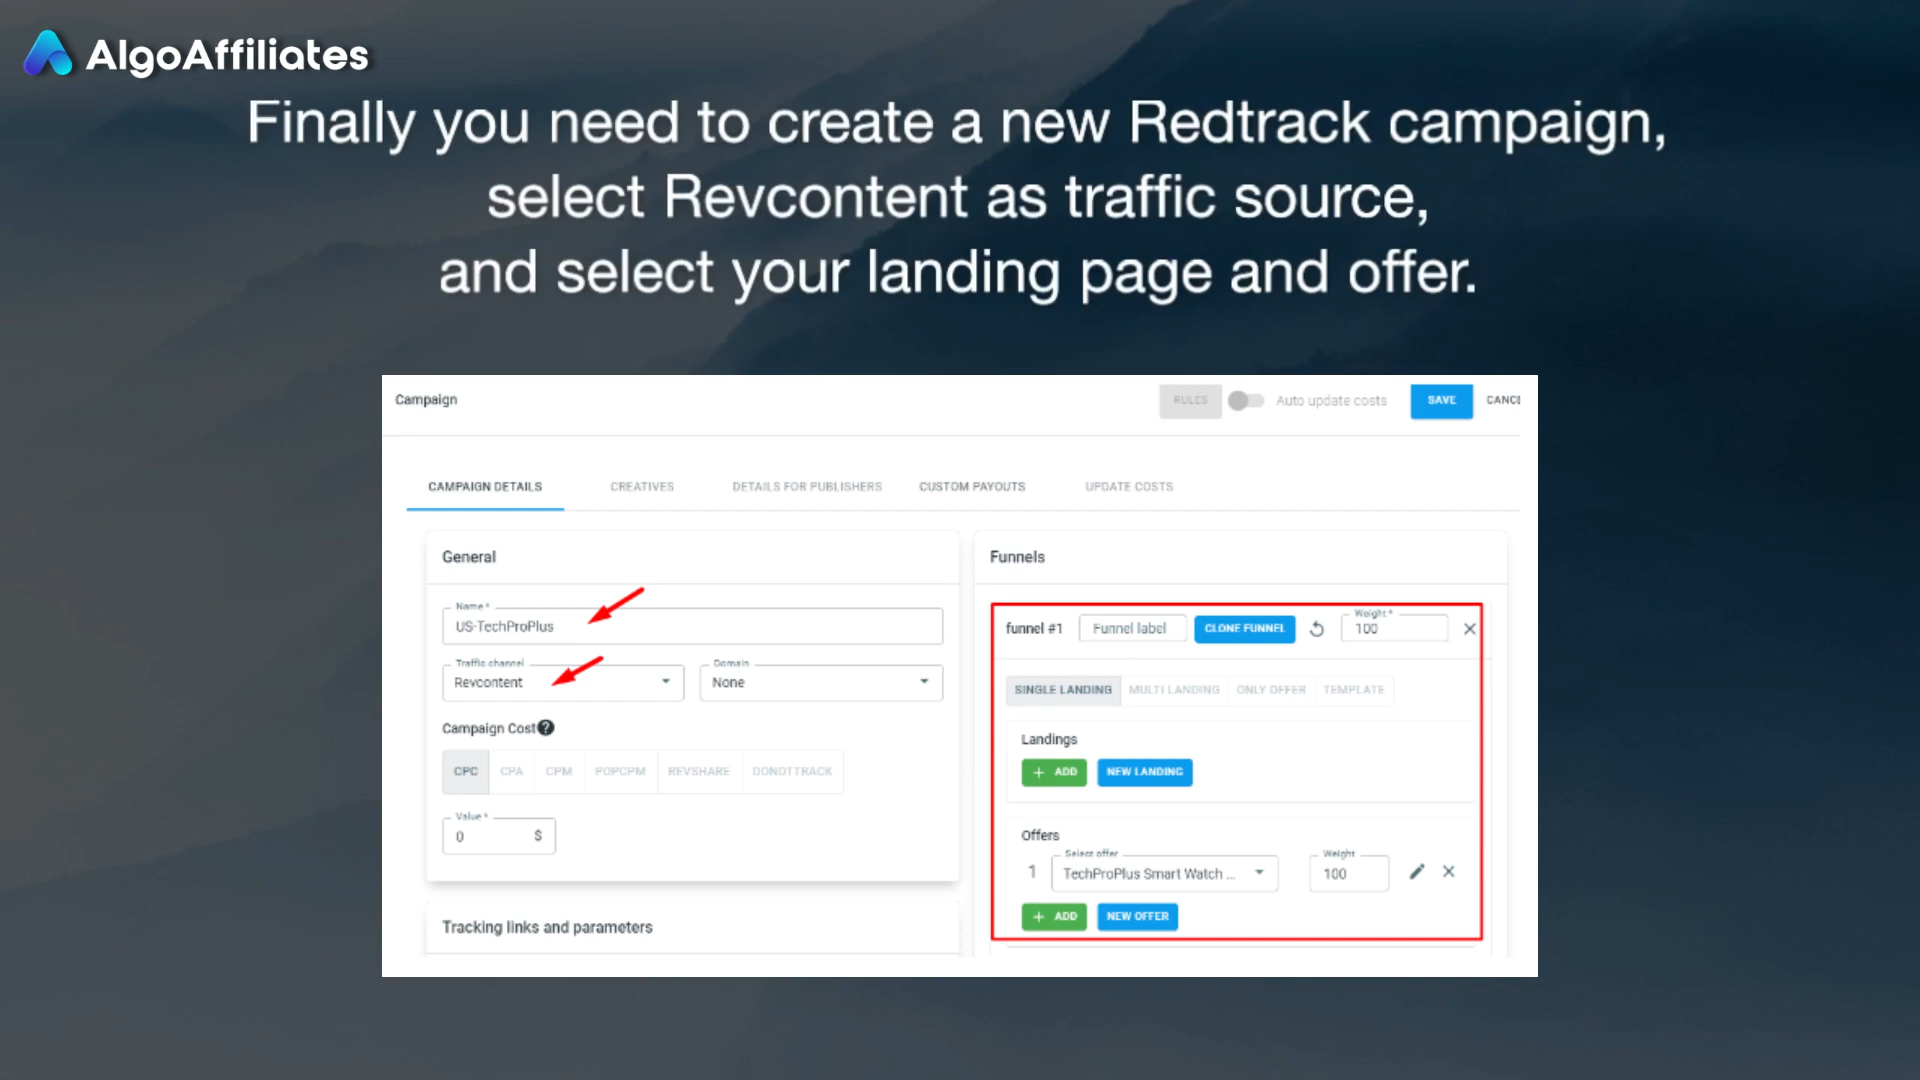 AlgoAffiliates
Finally you need to create a new Redtrack campaign,
select Revcontent as traffic source,
and select your landing page and offer.
Campaign
RULES
Auto update costs
SAVE
CANCE
CAMPAIGN DETAILS
CREATIVES
DETAILS FOR PUBLISHERS
CUSTOM PAYOUTS
UPDATE COSTS
General
Name *
US-TechProPlus
Traffic channel
Revcontent
Domain
None
Campaign Cost
CPC
CPA
CPM
POPCPM
REVSHARE
DONOTTRACK
Value *
0 $
Tracking links and parameters
Funnels
funnel #1
Funnel label
CLONE FUNNEL
Weight *
100
SINGLE LANDING
MULTI LANDING
ONLY OFFER
TEMPLATE
Landings
+ ADD
NEW LANDING
Offers
1
Select offer
TechProPlus Smart Watch ...
Weight
100
+ ADD
NEW OFFER